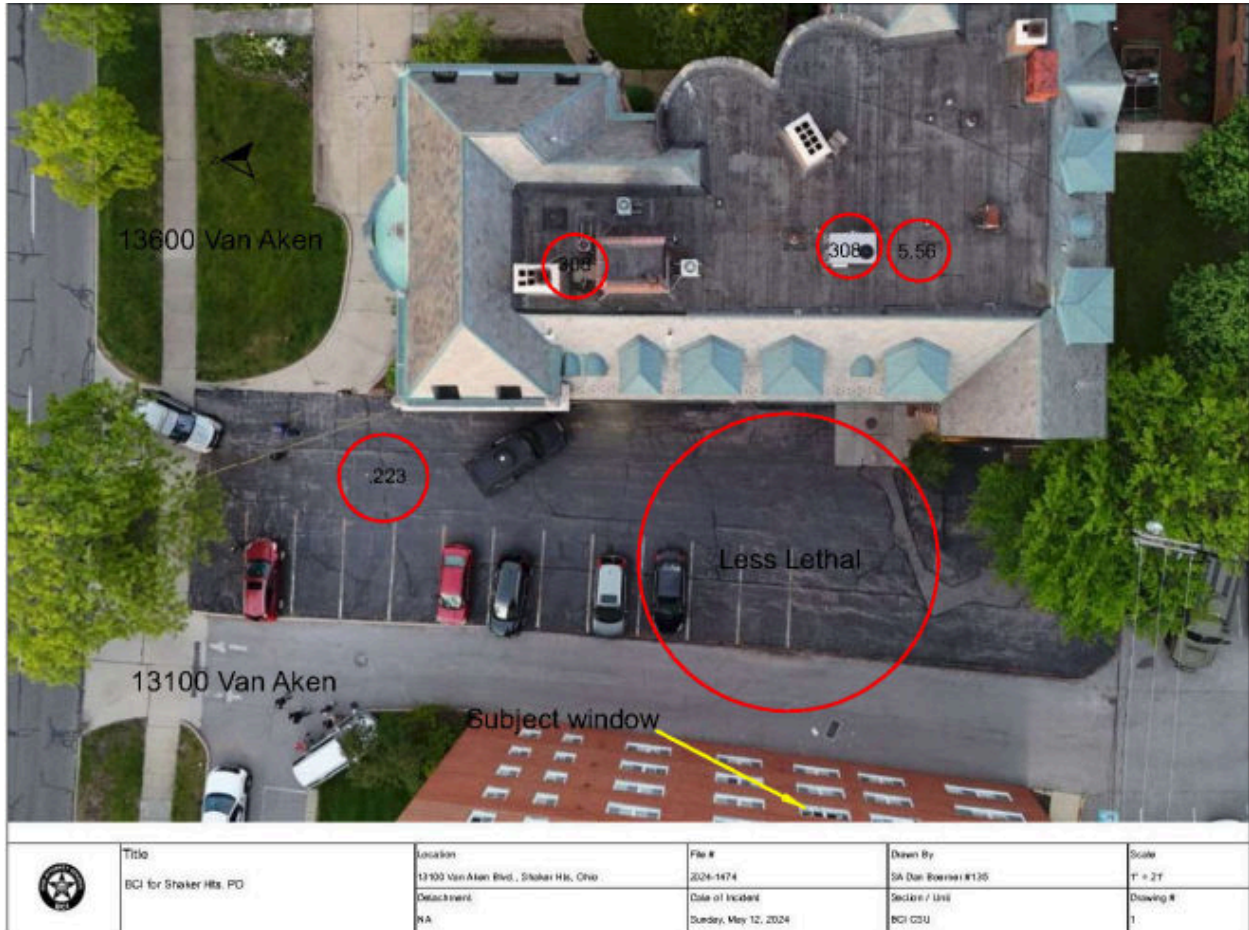 13600 Van Aken
308
308
5.56
.223
Less Lethal
13100 Van Aken
Subject window
Title
BCI for Shaker Hts. PD
Location
13100 Van Aken Blvd., Shaker Hts, Ohio
File #
2024-1474
Drawn By
SA Dan Boerner #135
Scale
1" = 21'
Detachment
NA
Date of Incident
Sunday, May 12, 2024
Section / Unit
BCI CSU
Drawing #
1
BCI